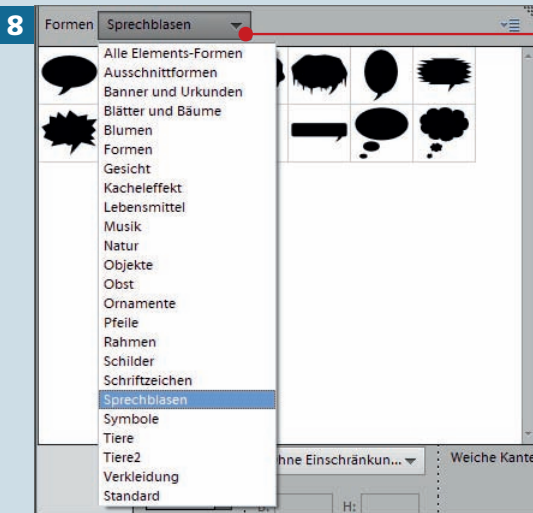 8
Formen Sprechblasen
Alle Elements-Formen
Ausschnittformen
Banner und Urkunden
Blätter und Bäume
Blumen
Formen
Gesicht
Kacheleffekt
Lebensmittel
Musik
Natur
Objekte
Obst
Ornamente
Pfeile
Rahmen
Schilder
Schriftzeichen
Sprechblasen
Symbole
Tiere
Tiere2
Verkleidung
Standard
hne Einschränkun... Weiche Kante
H: